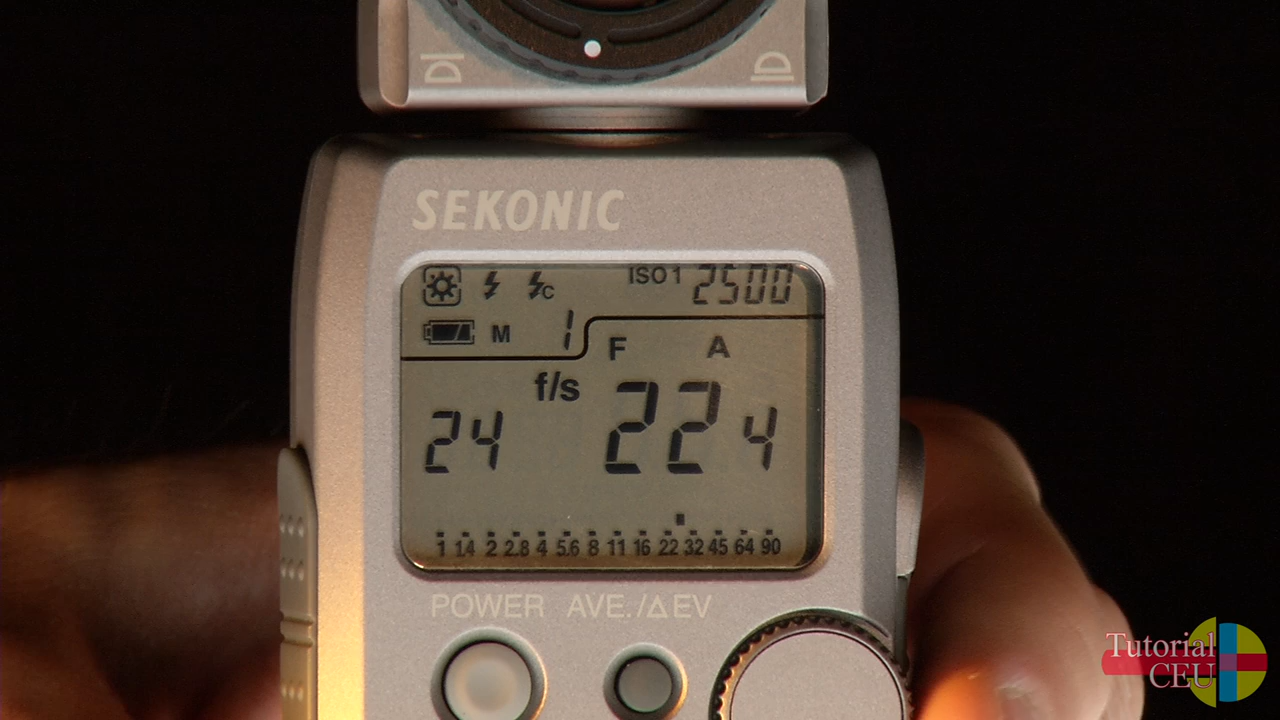 SEKONIC
C
ISO1 2500
M 1
F A
f/s
24 22 4
1 1.4 2 2.8 4 5.6 8 11 16 22 32 45 64 90
POWER AVE./ΔEV
Tutorial
CEU